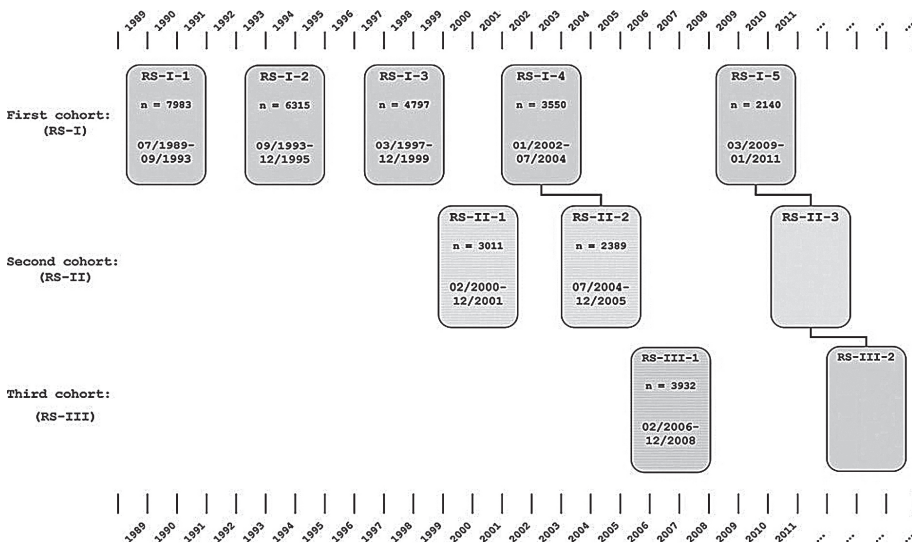 1989 1990 1991 1992 1993 1994 1995 1996 1997 1998 1999 2000 2001 2002 2003 2004 2005 2006 2007 2008 2009 2010 2011 ... ... ... ...
First cohort:
(RS-I)
RS-I-1
n = 7983
07/1989-
09/1993
RS-I-2
n = 6315
09/1993-
12/1995
RS-I-3
n = 4797
03/1997-
12/1999
RS-I-4
n = 3550
01/2002-
07/2004
RS-I-5
n = 2140
03/2009-
01/2011
Second cohort:
(RS-II)
RS-II-1
n = 3011
02/2000-
12/2001
RS-II-2
n = 2389
07/2004-
12/2005
RS-II-3
Third cohort:
(RS-III)
RS-III-1
n = 3932
02/2006-
12/2008
RS-III-2
1989 1990 1991 1992 1993 1994 1995 1996 1997 1998 1999 2000 2001 2002 2003 2004 2005 2006 2007 2008 2009 2010 2011 ... ... ... ...